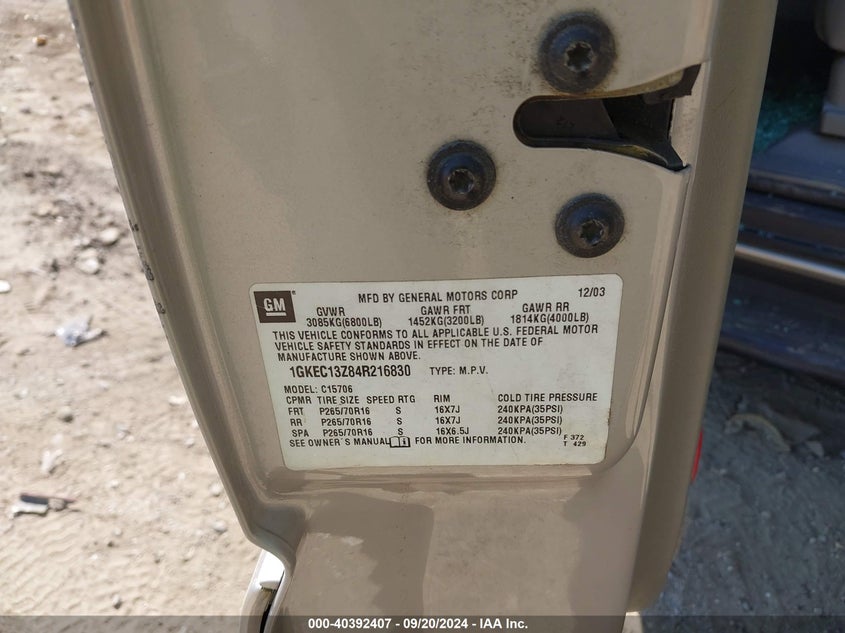 GM ® MFD BY GENERAL MOTORS CORP 12/03
GVWR GAWR FRT GAWR RR
3085KG(6800LB) 1452KG(3200LB) 1814KG(4000LB)
THIS VEHICLE CONFORMS TO ALL APPLICABLE U.S. FEDERAL MOTOR
VEHICLE SAFETY STANDARDS IN EFFECT ON THE DATE OF
MANUFACTURE SHOWN ABOVE.
1GKEC13Z84R216830 TYPE: M.P.V.
MODEL: C15706
CPMR TIRE SIZE SPEED RTG RIM COLD TIRE PRESSURE
FRT P265/70R16 S 16X7J 240KPA(35PSI)
RR P265/70R16 S 16X7J 240KPA(35PSI)
SPA P265/70R16 S 16X6.5J 240KPA(35PSI)
SEE OWNER'S MANUAL FOR MORE INFORMATION. F 372
T 429
000-40392407 - 09/20/2024 - IAA Inc.